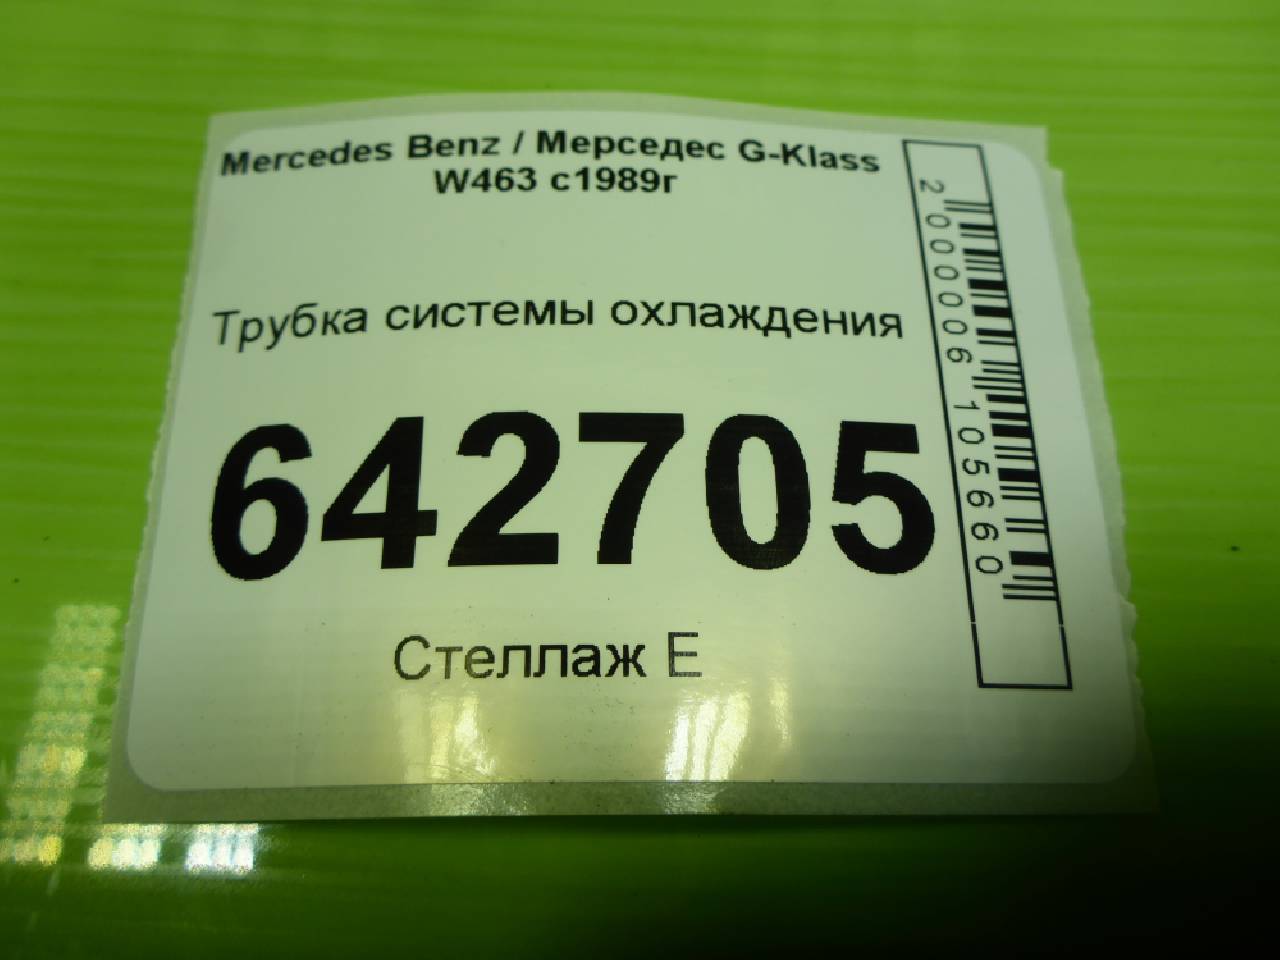 Mercedes Benz / Мерседес G-Klass
W463 с1989г
Трубка системы охлаждения
642705
Стеллаж Е
2000006105660